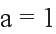 a = 1